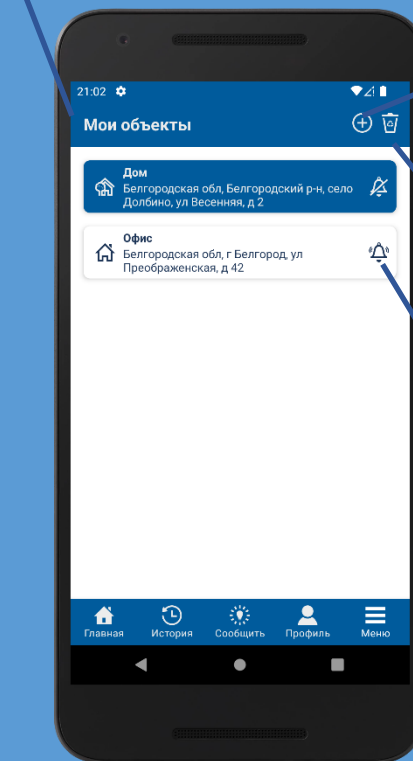 21:02
Мои объекты
Дом
Белгородская обл, Белгородский р-н, село
Долбино, ул Весенняя, д 2
Офис
Белгородская обл, г Белгород, ул
Преображенская, д 42
Главная История Сообщить Профиль Меню